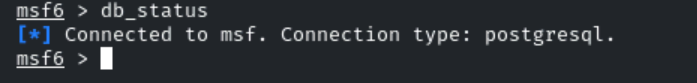 msf6 > db_status
[*] Connected to msf. Connection type: postgresql.
msf6 >